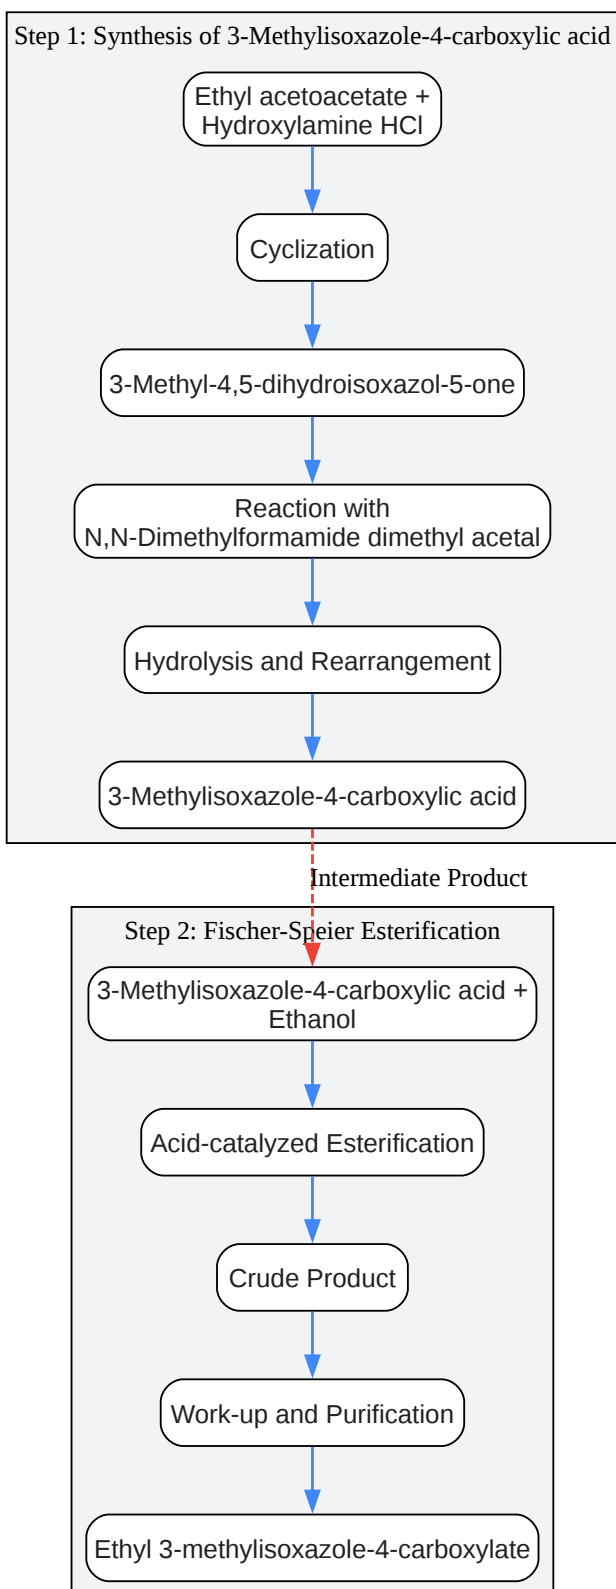 Step 1: Synthesis of 3-Methylisoxazole-4-carboxylic acid
Ethyl acetoacetate +
Hydroxylamine HCl
Cyclization
3-Methyl-4,5-dihydroisoxazol-5-one
Reaction with
N,N-Dimethylformamide dimethyl acetal
Hydrolysis and Rearrangement
3-Methylisoxazole-4-carboxylic acid
Intermediate Product
Step 2: Fischer-Speier Esterification
3-Methylisoxazole-4-carboxylic acid +
Ethanol
Acid-catalyzed Esterification
Crude Product
Work-up and Purification
Ethyl 3-methylisoxazole-4-carboxylate